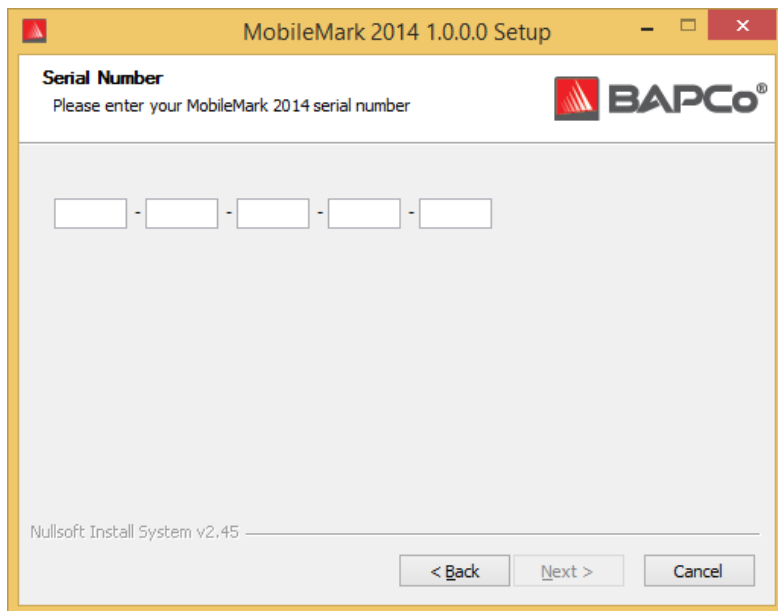 MobileMark 2014 1.0.0.0 Setup
Serial Number
Please enter your MobileMark 2014 serial number
BAPCo®
- - - -
Nullsoft Install System v2.45
< Back Next > Cancel